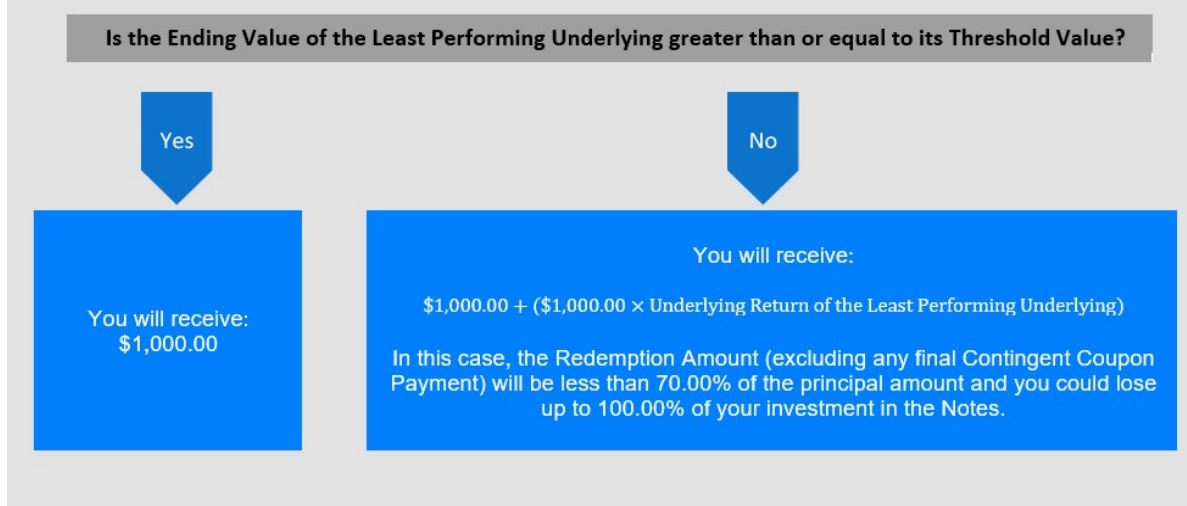 Is the Ending Value of the Least Performing Underlying greater than or equal to its Threshold Value?
Yes
No
You will receive:
$1,000.00
You will receive:
$1,000.00 + ($1,000.00 × Underlying Return of the Least Performing Underlying)
In this case, the Redemption Amount (excluding any final Contingent Coupon
Payment) will be less than 70.00% of the principal amount and you could lose
up to 100.00% of your investment in the Notes.